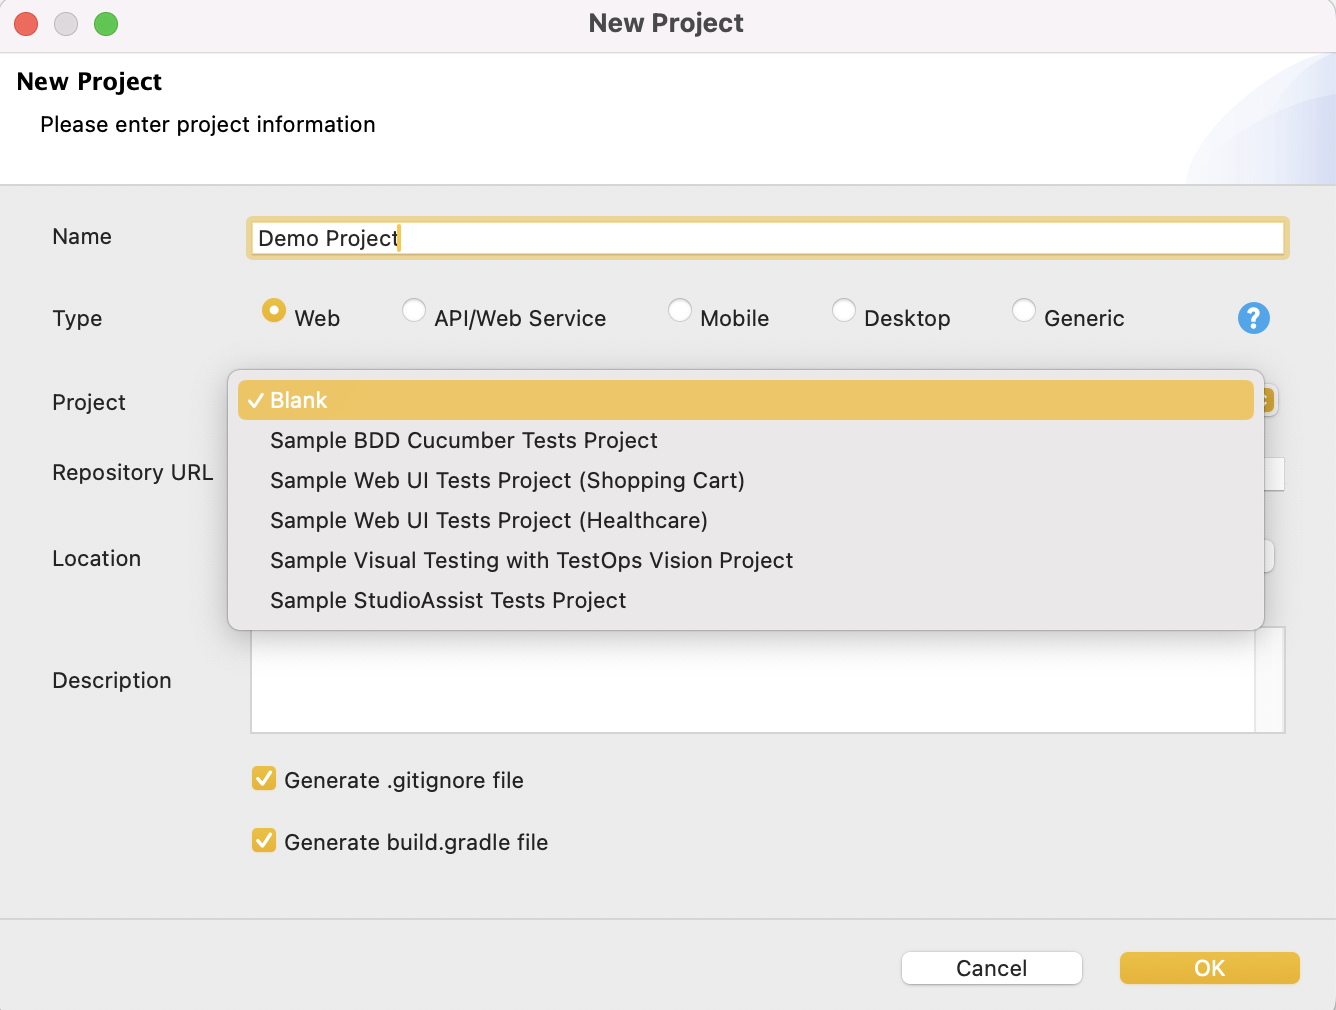 New Project
New Project
Please enter project information
Name Demo Project
Type Web API/Web Service Mobile Desktop Generic ?
Project ✓ Blank
Sample BDD Cucumber Tests Project
Repository URL Sample Web UI Tests Project (Shopping Cart)
Sample Web UI Tests Project (Healthcare)
Location Sample Visual Testing with TestOps Vision Project
Sample StudioAssist Tests Project
Description
Generate .gitignore file
Generate build.gradle file
Cancel OK